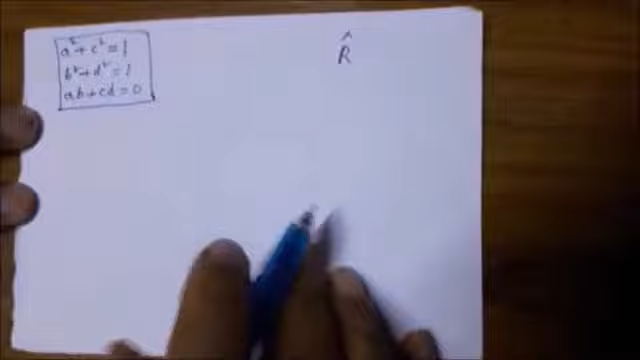 a² + c² = 1
b² + d² = 1
ab + cd = 0
R̂